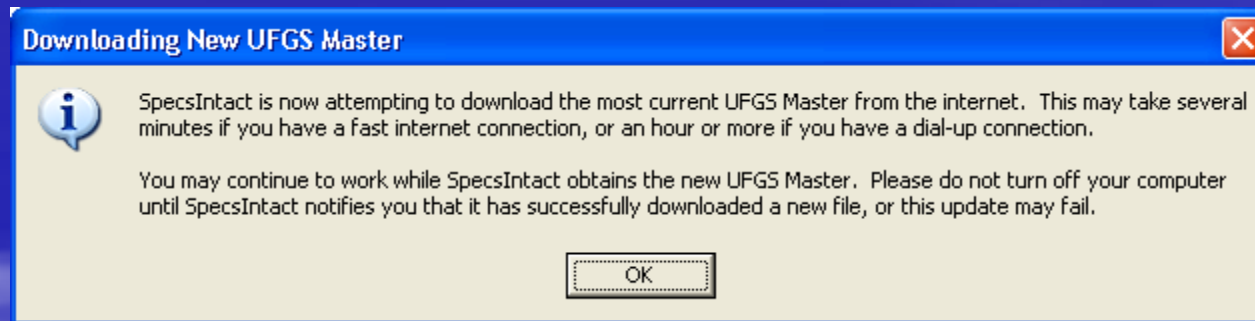 Downloading New UFGS Master
SpecsIntact is now attempting to download the most current UFGS Master from the internet.  This may take several
minutes if you have a fast internet connection, or an hour or more if you have a dial-up connection.
You may continue to work while SpecsIntact obtains the new UFGS Master.  Please do not turn off your computer
until SpecsIntact notifies you that it has successfully downloaded a new file, or this update may fail.
OK